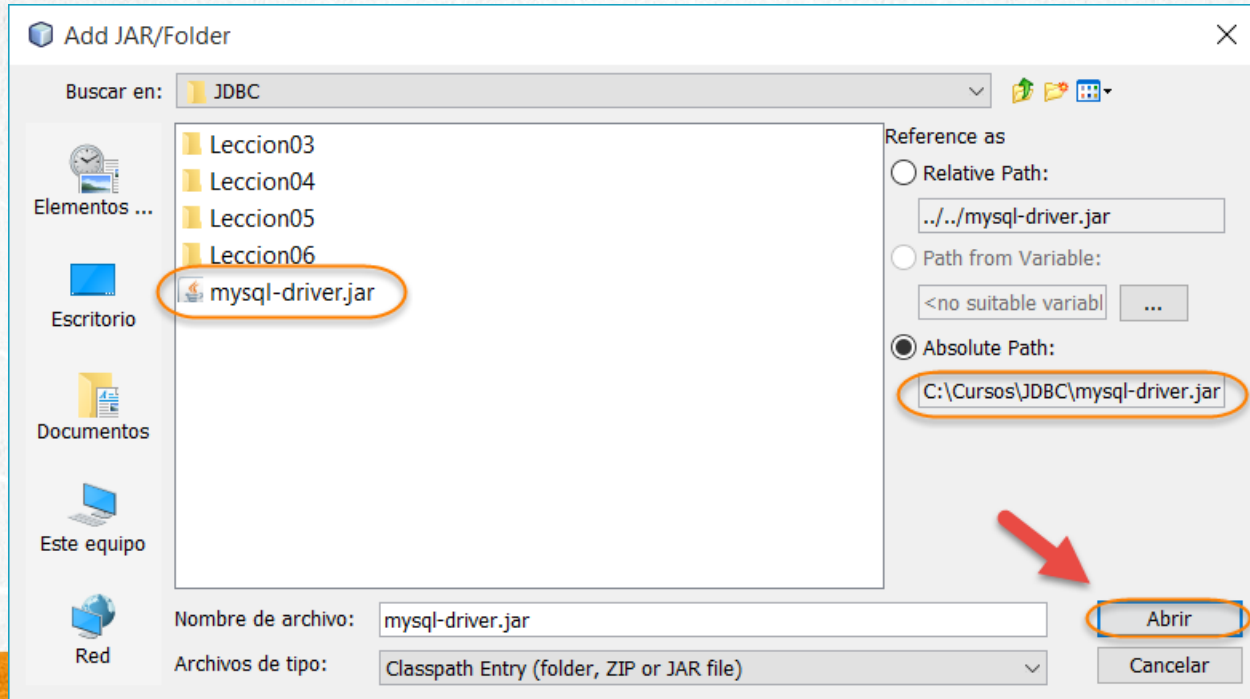 Add JAR/Folder
Buscar en:
JDBC
Elementos ...
Escritorio
Documentos
Este equipo
Red
Leccion03
Leccion04
Leccion05
Leccion06
mysql-driver.jar
Reference as
Relative Path:
../../mysql-driver.jar
Path from Variable:
<no suitable variabl
...
Absolute Path:
C:\Cursos\JDBC\mysql-driver.jar
Nombre de archivo:
mysql-driver.jar
Abrir
Archivos de tipo:
Classpath Entry (folder, ZIP or JAR file)
Cancelar